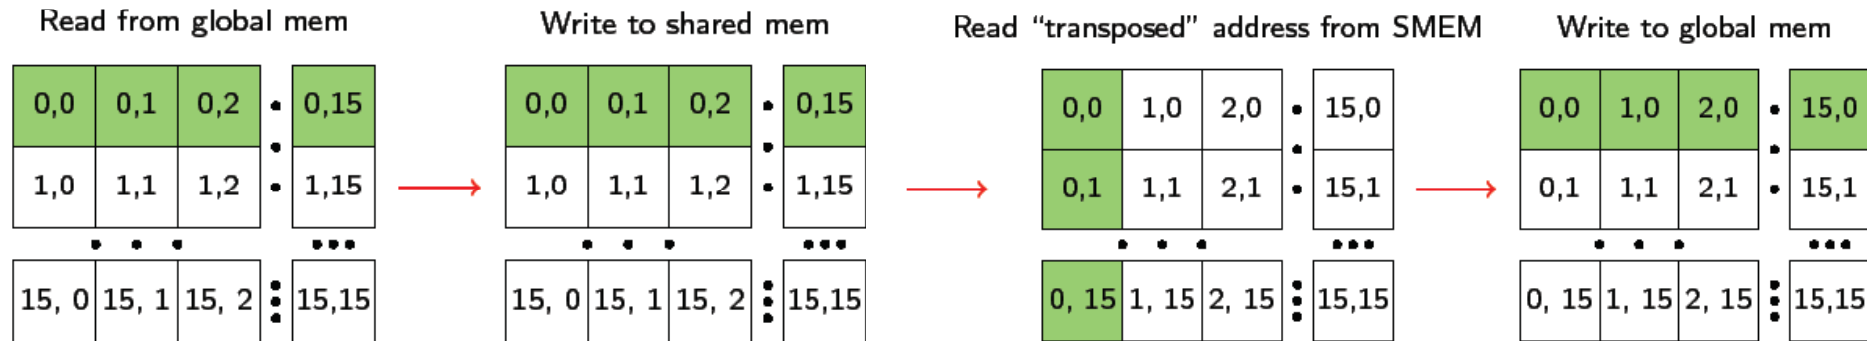 Read from global mem
Write to shared mem
Read “transposed” address from SMEM
Write to global mem
0,0 0,1 0,2 0,15
1,0 1,1 1,2 1,15
15, 0 15, 1 15, 2 15,15
0,0 0,1 0,2 0,15
1,0 1,1 1,2 1,15
15, 0 15, 1 15, 2 15,15
0,0 1,0 2,0 15,0
0,1 1,1 2,1 15,1
0, 15 1, 15 2, 15 15,15
0,0 1,0 2,0 15,0
0,1 1,1 2,1 15,1
0, 15 1, 15 2, 15 15,15